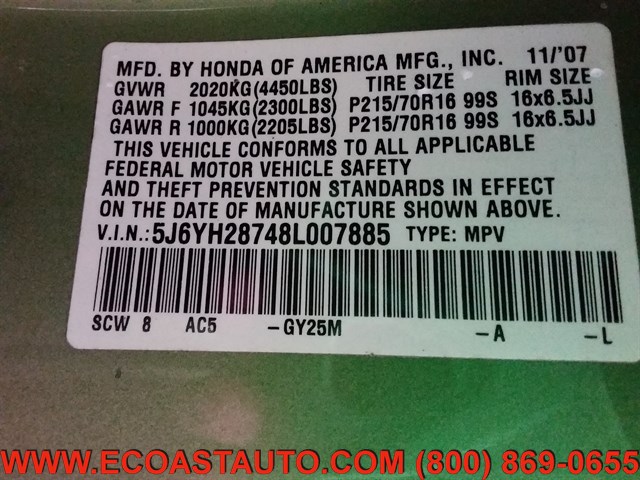 MFD. BY HONDA OF AMERICA MFG., INC. 11/'07
GVWR 2020KG(4450LBS) TIRE SIZE RIM SIZE
GAWR F 1045KG(2300LBS) P215/70R16 99S 16x6.5JJ
GAWR R 1000KG(2205LBS) P215/70R16 99S 16x6.5JJ
THIS VEHICLE CONFORMS TO ALL APPLICABLE
FEDERAL MOTOR VEHICLE SAFETY
AND THEFT PREVENTION STANDARDS IN EFFECT
ON THE DATE OF MANUFACTURE SHOWN ABOVE.
V.I.N.:5J6YH28748L007885 TYPE: MPV
SCW 8 AC5 -GY25M -A -L
WWW.ECOASTAUTO.COM (800) 869-0655